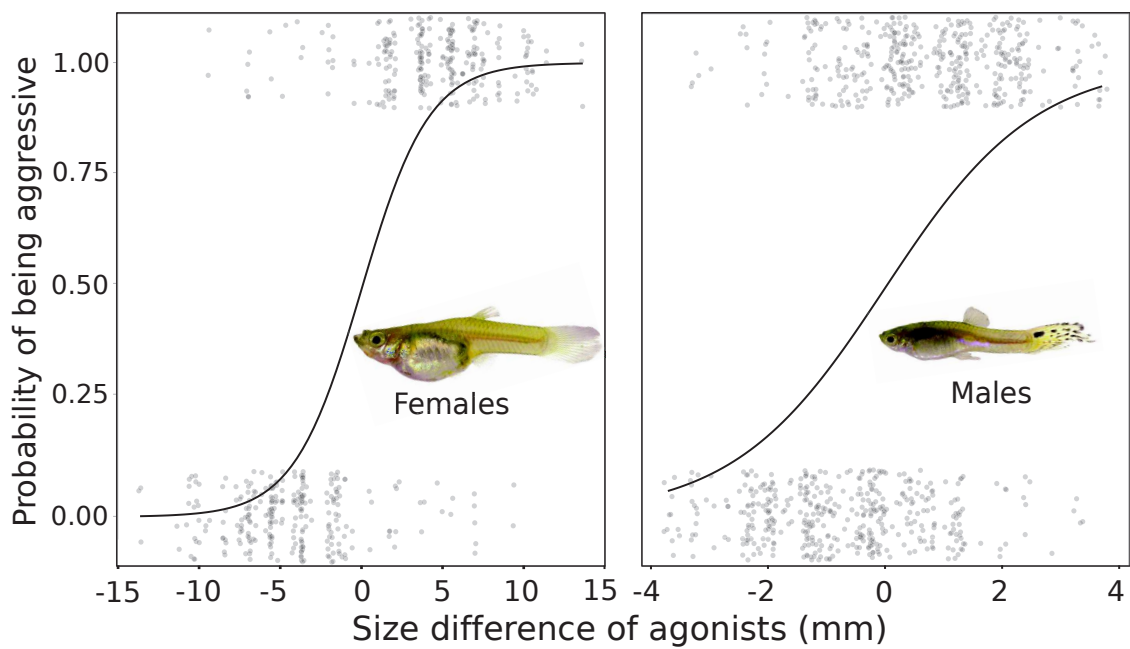 Probability of being aggressive
1.00
0.75
0.50
0.25
0.00
Females
Males
-15 -10 -5 0 5 10 15 -4 -2 0 2 4
Size difference of agonists (mm)